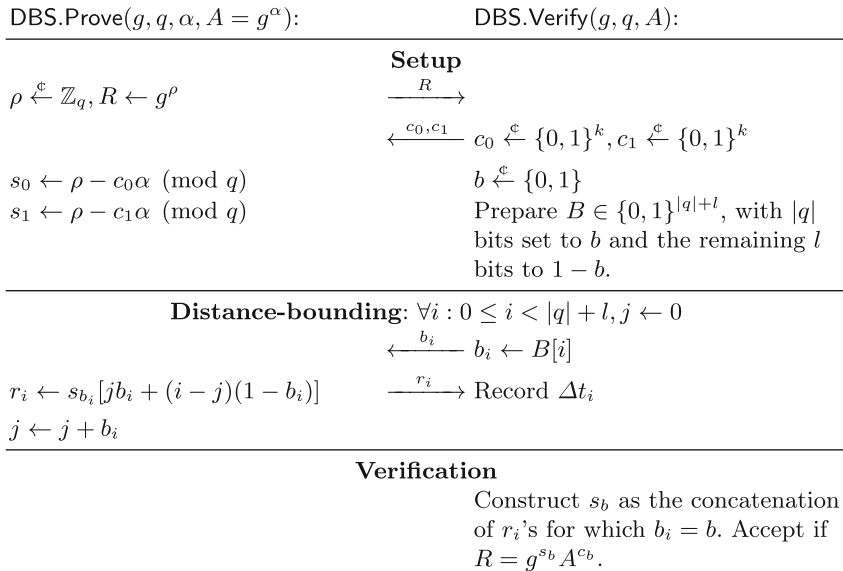 DBS.Prove(g, q, α, A = g^α): DBS.Verify(g, q, A):
Setup
ρ ←¢ ℤ_q, R ← g^ρ R
c_0,c_1 c_0 ←¢ {0, 1}^k, c_1 ←¢ {0, 1}^k
s_0 ← ρ − c_0α (mod q) b ←¢ {0, 1}
s_1 ← ρ − c_1α (mod q) Prepare B ∈ {0, 1}^{|q|+l}, with |q|
bits set to b and the remaining l
bits to 1 − b.
Distance-bounding: ∀i : 0 ≤ i < |q| + l, j ← 0
b_i b_i ← B[i]
r_i ← s_{b_i}[jb_i + (i − j)(1 − b_i)] r_i Record Δt_i
j ← j + b_i
Verification
Construct s_b as the concatenation
of r_i's for which b_i = b. Accept if
R = g^{s_b} A^{c_b}.